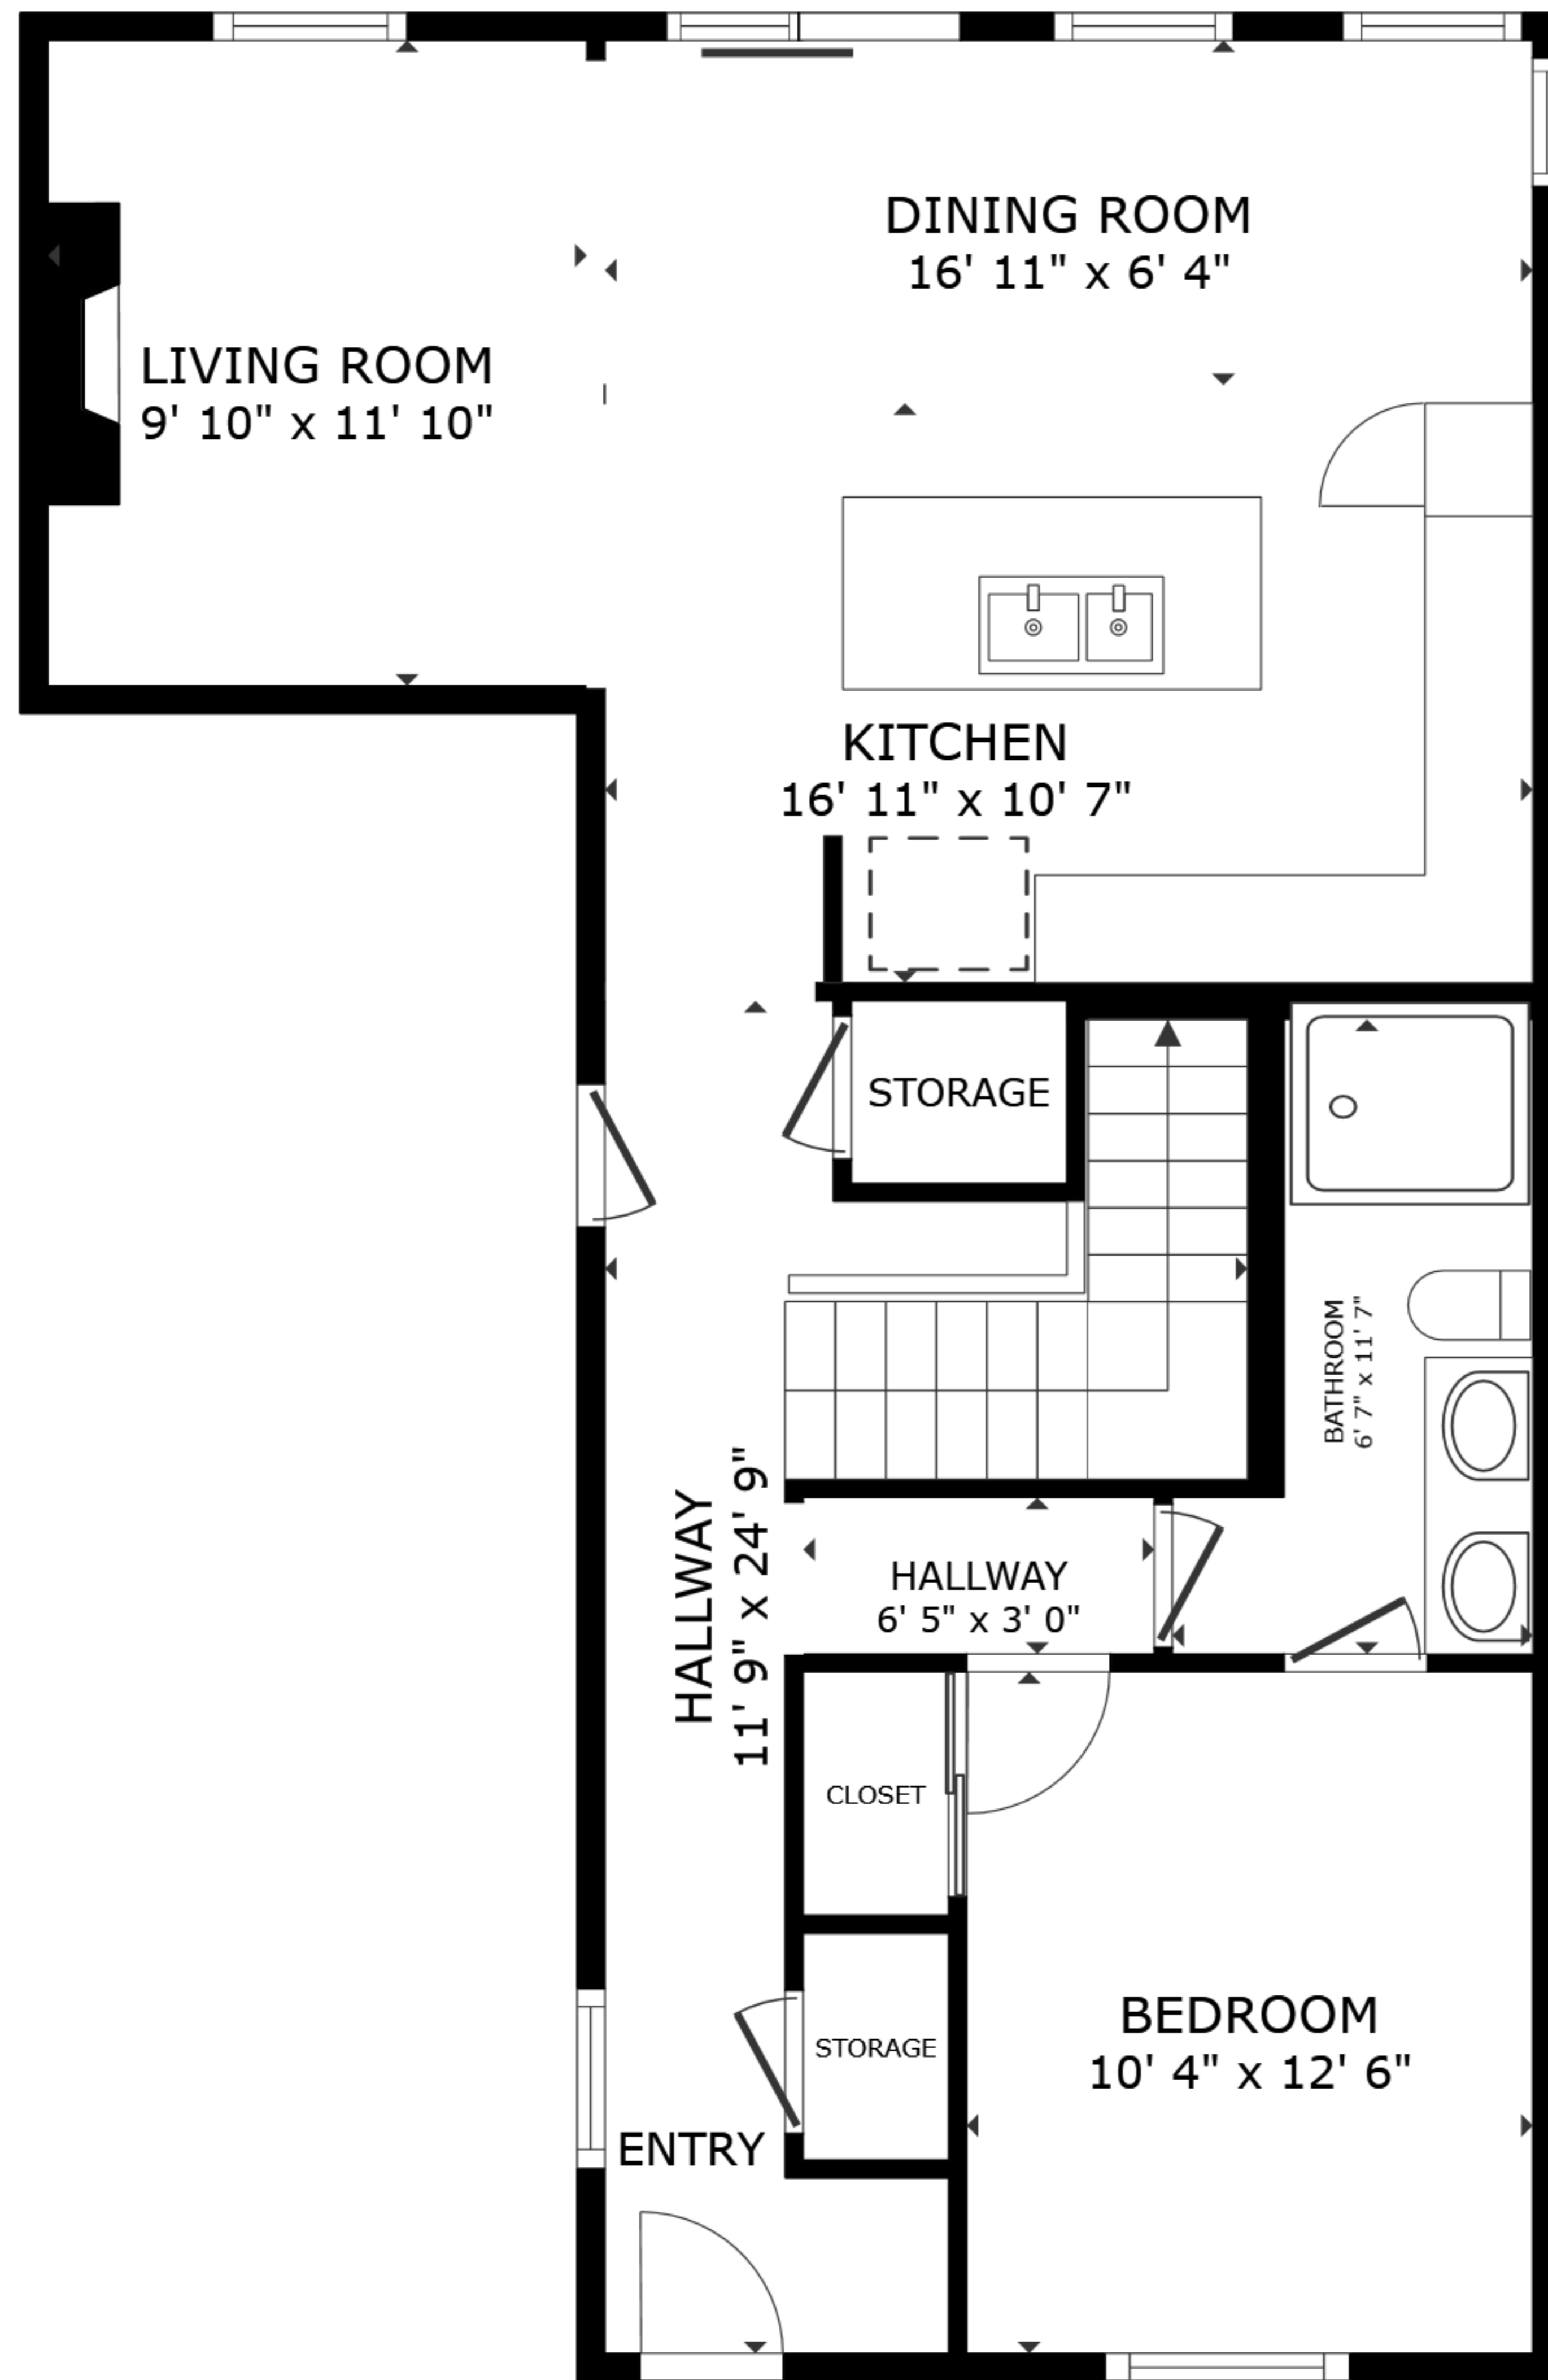 DINING ROOM
16' 11" x 6' 4"
LIVING ROOM
9' 10" x 11' 10"
KITCHEN
16' 11" x 10' 7"
STORAGE
BATHROOM
6' 7" x 11' 7"
HALLWAY
11' 9" x 24' 9"
HALLWAY
6' 5" x 3' 0"
CLOSET
STORAGE
BEDROOM
10' 4" x 12' 6"
ENTRY